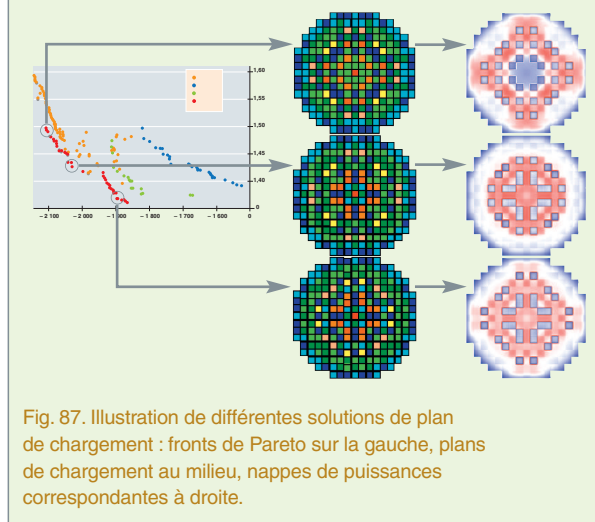 1,60
1,55
1,50
1,45
1,40
0
– 2 100 – 2 000 – 1 900 – 1 800 – 1 700 – 1 600
Fig. 87. Illustration de différentes solutions de plan
de chargement : fronts de Pareto sur la gauche, plans
de chargement au milieu, nappes de puissances
correspondantes à droite.